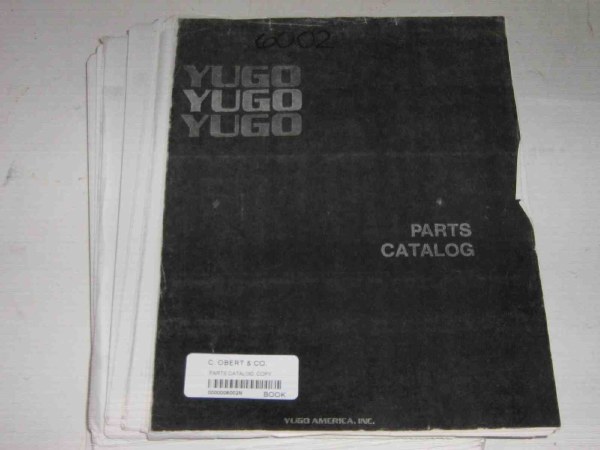 6002
YUGO
YUGO
YUGO
PARTS
CATALOG
C. OBERT & CO.
PARTS CATALOG, COPY
BOOK
YUGO AMERICA, INC.